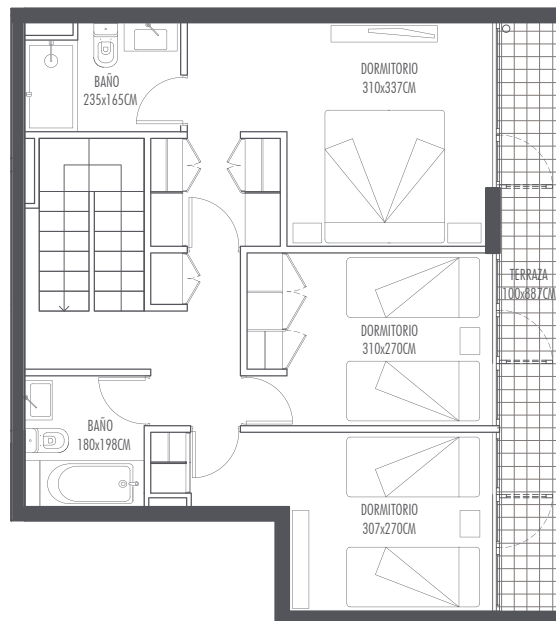 BAÑO
235x165CM
DORMITORIO
310x337CM
TERRAZA
100x887CM
DORMITORIO
310x270CM
BAÑO
180x198CM
DORMITORIO
307x270CM